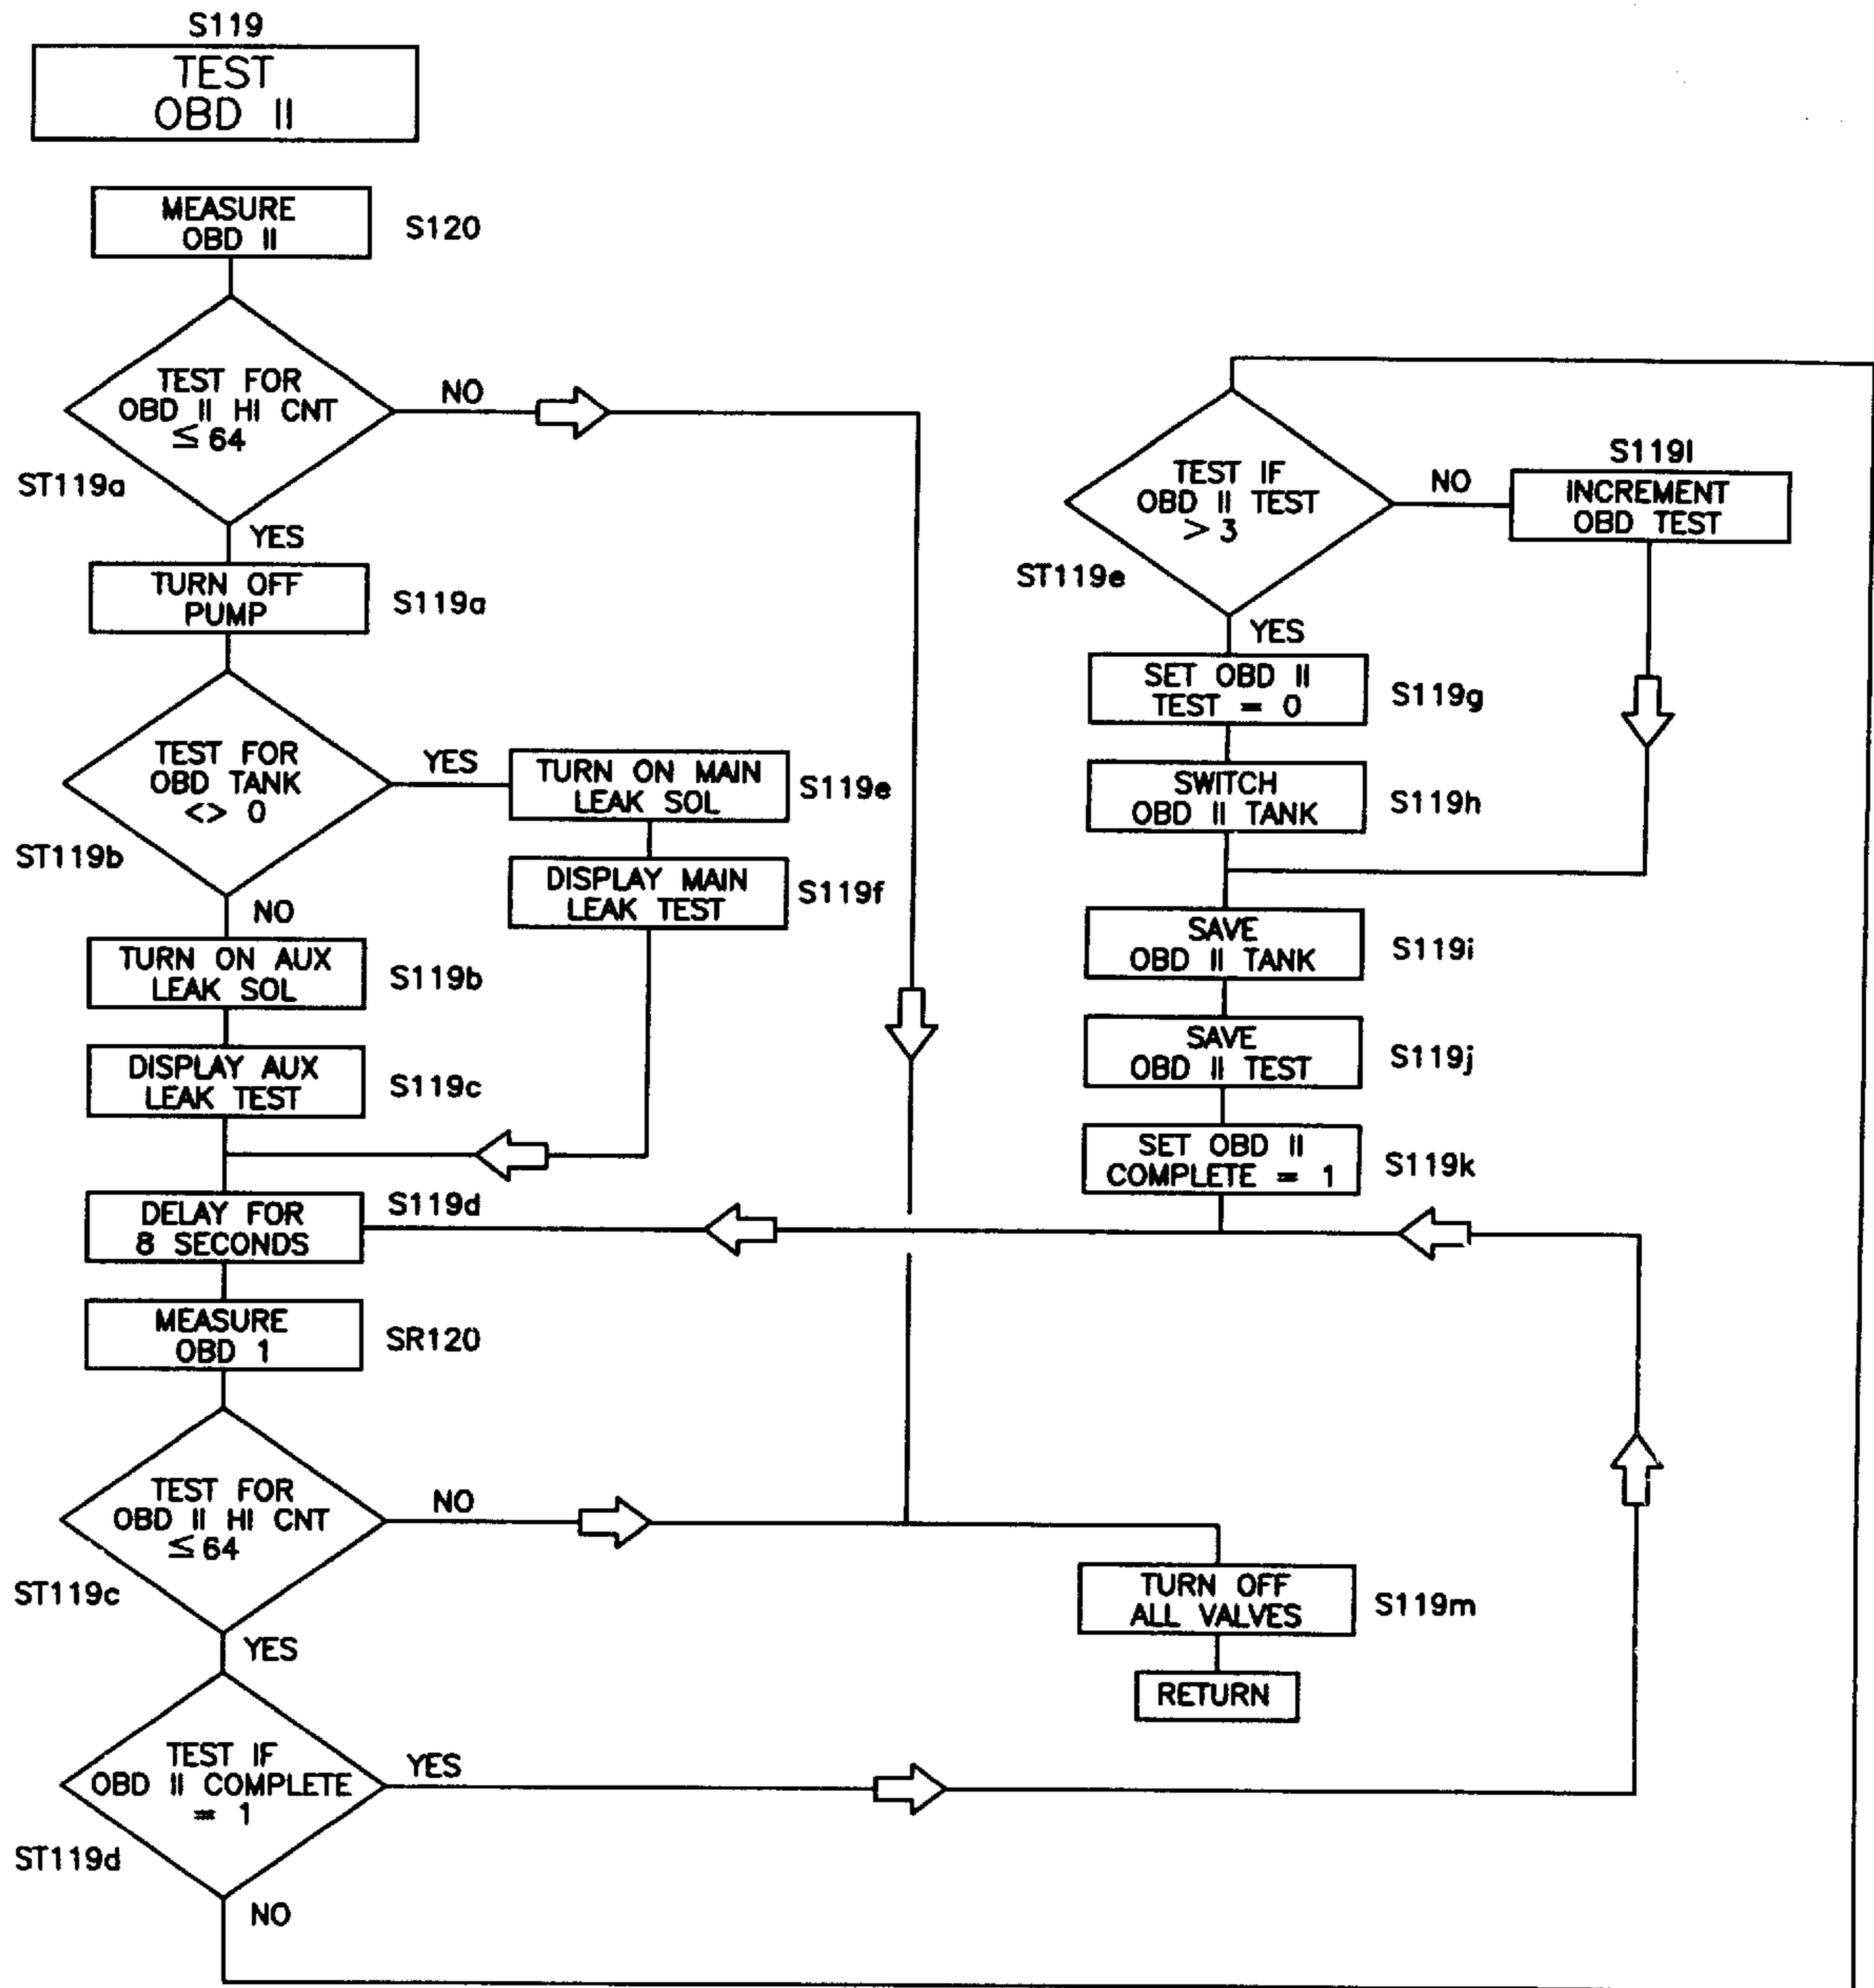 S119
TEST
OBD II
MEASURE
OBD II
S120
TEST FOR
OBD II HI CNT
≤ 64
ST119a
NO
YES
TURN OFF
PUMP
S119a
TEST FOR
OBD TANK
<> 0
ST119b
YES
TURN ON MAIN
LEAK SOL
S119e
DISPLAY MAIN
LEAK TEST
S119f
NO
TURN ON AUX
LEAK SOL
S119b
DISPLAY AUX
LEAK TEST
S119c
DELAY FOR
8 SECONDS
S119d
MEASURE
OBD 1
SR120
TEST FOR
OBD II HI CNT
≤ 64
ST119c
NO
YES
TEST IF
OBD II COMPLETE
= 1
ST119d
YES
NO
TEST IF
OBD II TEST
> 3
ST119e
NO
S119l
INCREMENT
OBD TEST
YES
SET OBD II
TEST = 0
S119g
SWITCH
OBD II TANK
S119h
SAVE
OBD II TANK
S119i
SAVE
OBD II TEST
S119j
SET OBD II
COMPLETE = 1
S119k
TURN OFF
ALL VALVES
S119m
RETURN